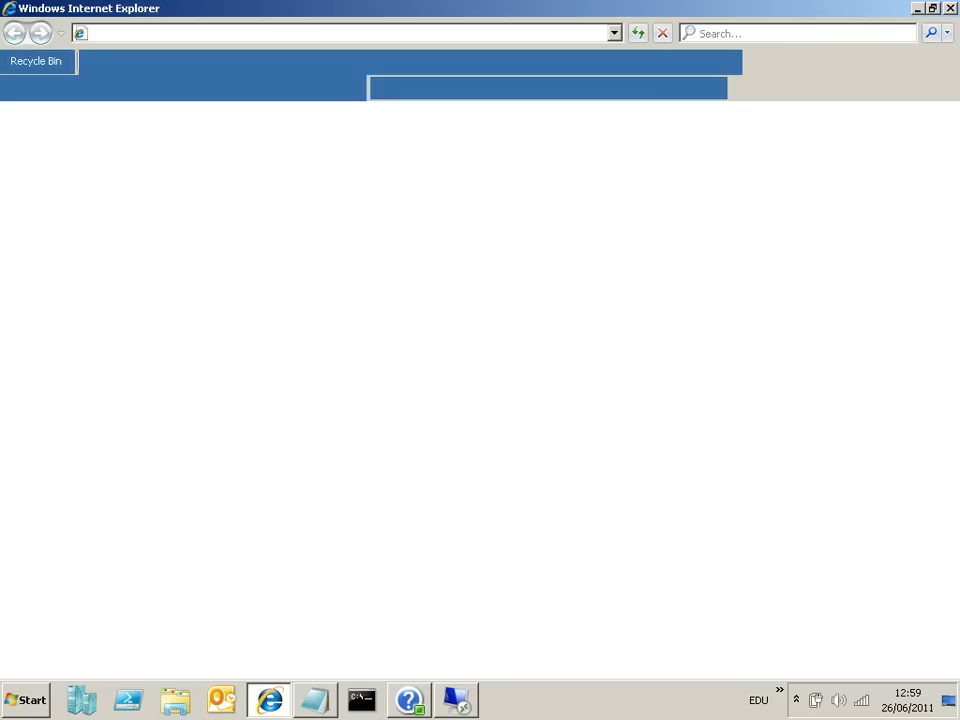 Windows Internet Explorer
Search...
Recycle Bin
Start
EDU
12:59
26/06/2011